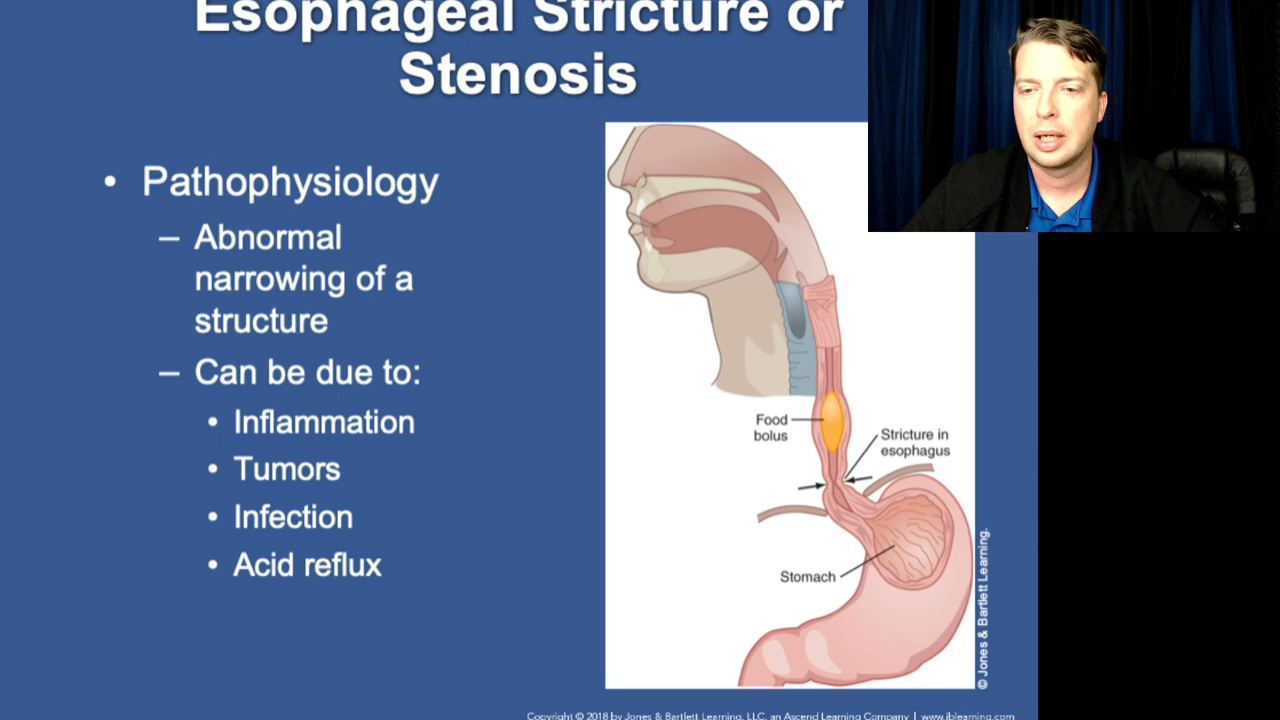 Esophageal Stricture or
Stenosis
• Pathophysiology
– Abnormal
narrowing of a
structure
– Can be due to:
• Inflammation
• Tumors
• Infection
• Acid reflux
Food
bolus
Stricture in
esophagus
Stomach
© Jones & Bartlett Learning.
Copyright © 2018 by Jones & Bartlett Learning, LLC, an Ascend Learning Company | www.jblearning.com